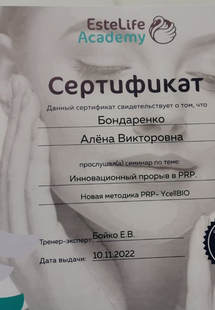 EsteLife
Academy
Сертификат
Данный сертификат свидетельствует о том, что
Бондаренко
Алёна Викторовна
прослушал(а) семинар по теме:
Инновационный прорыв в PRP.
Новая методика PRP- YcellBIO
Тренер-эксперт: Бойко Е.В.
Дата выдачи: 10.11.2022